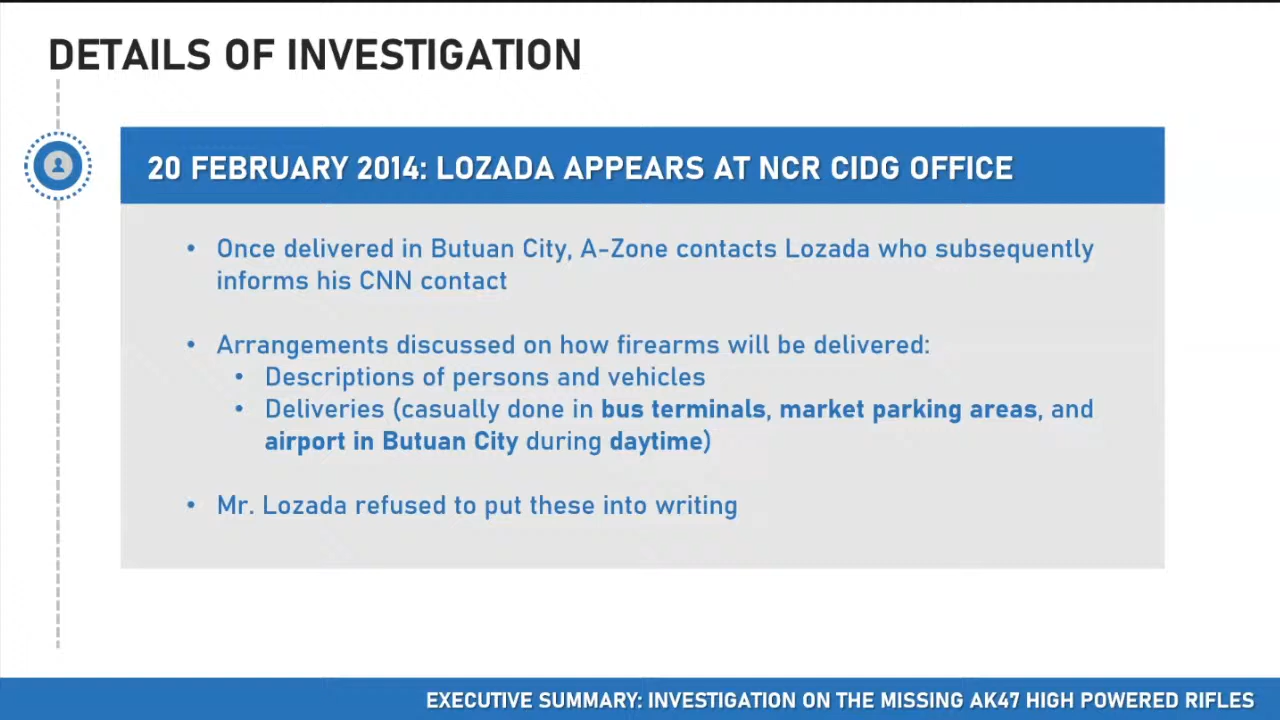 DETAILS OF INVESTIGATION
20 FEBRUARY 2014: LOZADA APPEARS AT NCR CIDG OFFICE
• Once delivered in Butuan City, A-Zone contacts Lozada who subsequently
informs his CNN contact
• Arrangements discussed on how firearms will be delivered:
• Descriptions of persons and vehicles
• Deliveries (casually done in bus terminals, market parking areas, and
airport in Butuan City during daytime)
• Mr. Lozada refused to put these into writing
EXECUTIVE SUMMARY: INVESTIGATION ON THE MISSING AK47 HIGH POWERED RIFLES